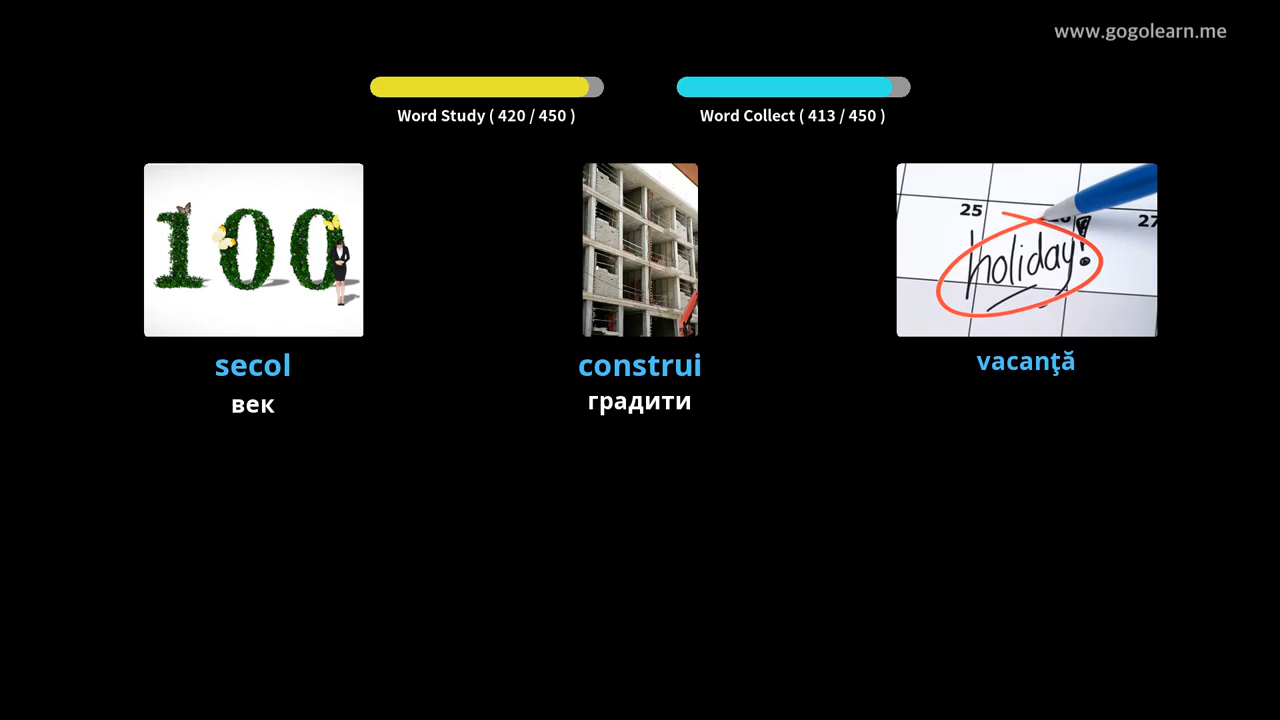 www.gogolearn.me
Word Study ( 420 / 450 )
Word Collect ( 413 / 450 )
100
25
27
holiday!
secol
construi
vacanţă
век
градити